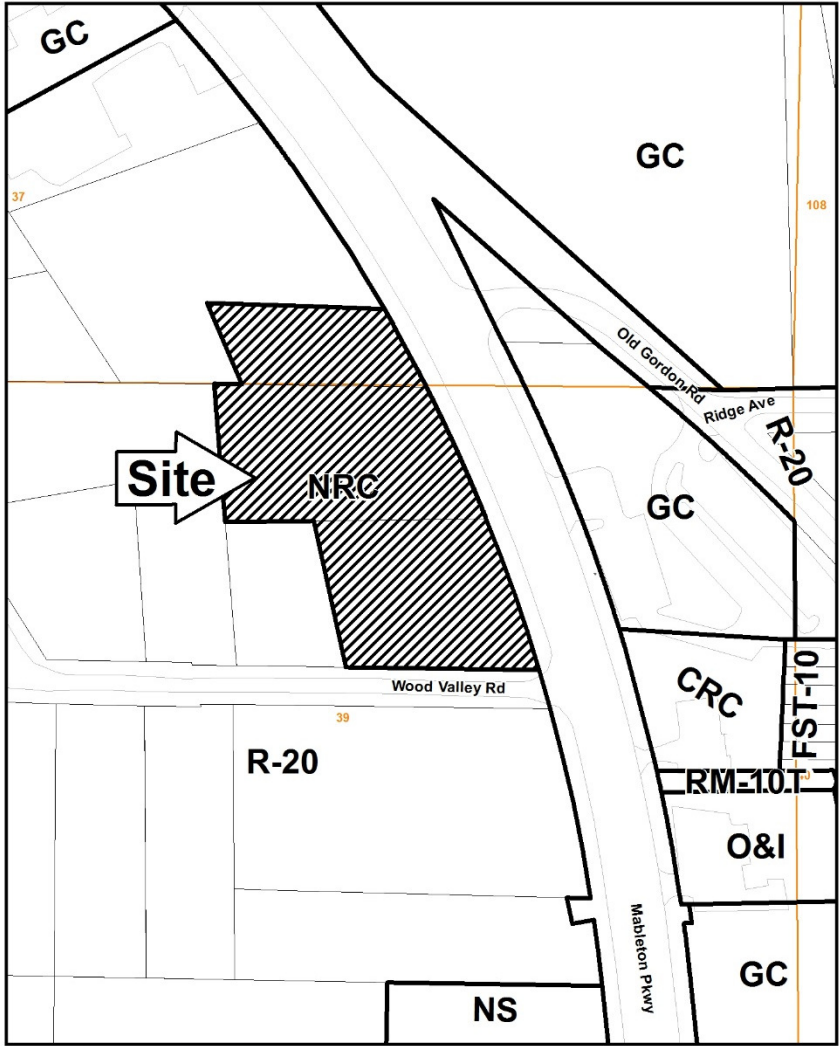 GC
GC
37
108
Old Gordon Rd
Ridge Ave
R-20
Site
NRC
GC
CRC
FST-10
Wood Valley Rd
39
R-20
RM-10T
O&I
Mableton Pkwy
GC
NS